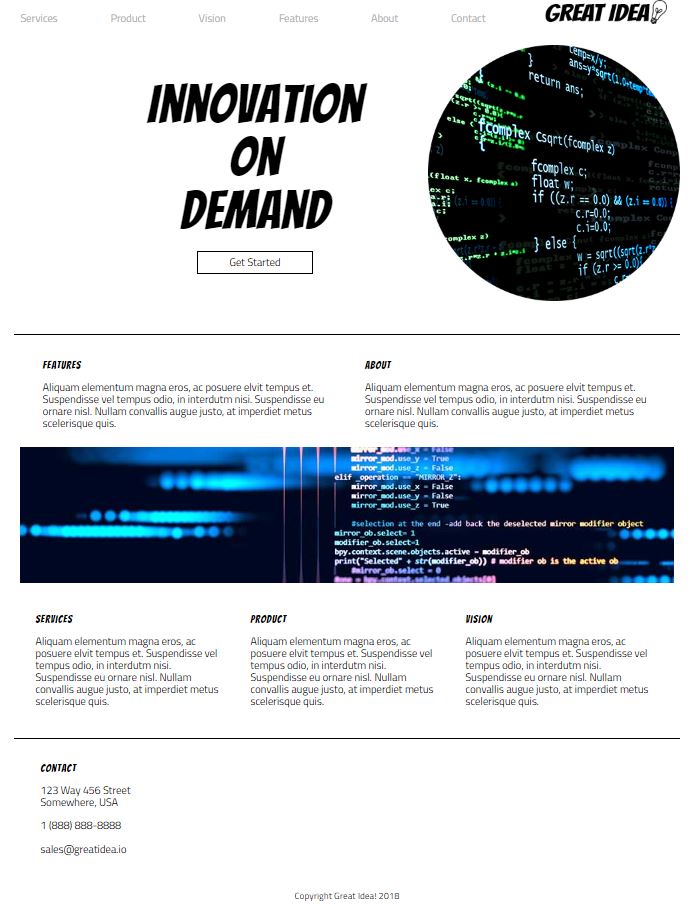 Services Product Vision Features About Contact GREAT IDEA
INNOVATION
ON
DEMAND
Get Started
temp=x/y;
} ans=y*sqrt(1.0+temp*
return ans;
fcomplex Csqrt(fcomplex z)
{
fcomplex c;
float w;
if ((z.r == 0.0) && (z.i == 0.0)) {
c.r=0.0;
c.i=0.0;
} else {
w = sqrt((sqrt(z.r*
if (z.r >= 0.0)
FEATURES
Aliquam elementum magna eros, ac posuere elvit tempus et.
Suspendisse vel tempus odio, in interdutm nisi. Suspendisse eu
ornare nisl. Nullam convallis augue justo, at imperdiet metus
scelerisque quis.
ABOUT
Aliquam elementum magna eros, ac posuere elvit tempus et.
Suspendisse vel tempus odio, in interdutm nisi. Suspendisse eu
ornare nisl. Nullam convallis augue justo, at imperdiet metus
scelerisque quis.
mirror_mod.use_x = False
mirror_mod.use_y = True
mirror_mod.use_z = False
elif _operation == "MIRROR_Z":
mirror_mod.use_x = False
mirror_mod.use_y = False
mirror_mod.use_z = True
#selection at the end -add back the deselected mirror modifier object
mirror_ob.select= 1
modifier_ob.select=1
bpy.context.scene.objects.active = modifier_ob
print("Selected" + str(modifier_ob)) # modifier ob is the active ob
#mirror_ob.select = 0
bpy.context.selected_objects[0]
SERVICES
Aliquam elementum magna eros, ac
posuere elvit tempus et. Suspendisse vel
tempus odio, in interdutm nisi.
Suspendisse eu ornare nisl. Nullam
convallis augue justo, at imperdiet metus
scelerisque quis.
PRODUCT
Aliquam elementum magna eros, ac
posuere elvit tempus et. Suspendisse vel
tempus odio, in interdutm nisi.
Suspendisse eu ornare nisl. Nullam
convallis augue justo, at imperdiet metus
scelerisque quis.
VISION
Aliquam elementum magna eros, ac
posuere elvit tempus et. Suspendisse vel
tempus odio, in interdutm nisi.
Suspendisse eu ornare nisl. Nullam
convallis augue justo, at imperdiet metus
scelerisque quis.
CONTACT
123 Way 456 Street
Somewhere, USA
1 (888) 888-8888
sales@greatidea.io
Copyright Great Idea! 2018